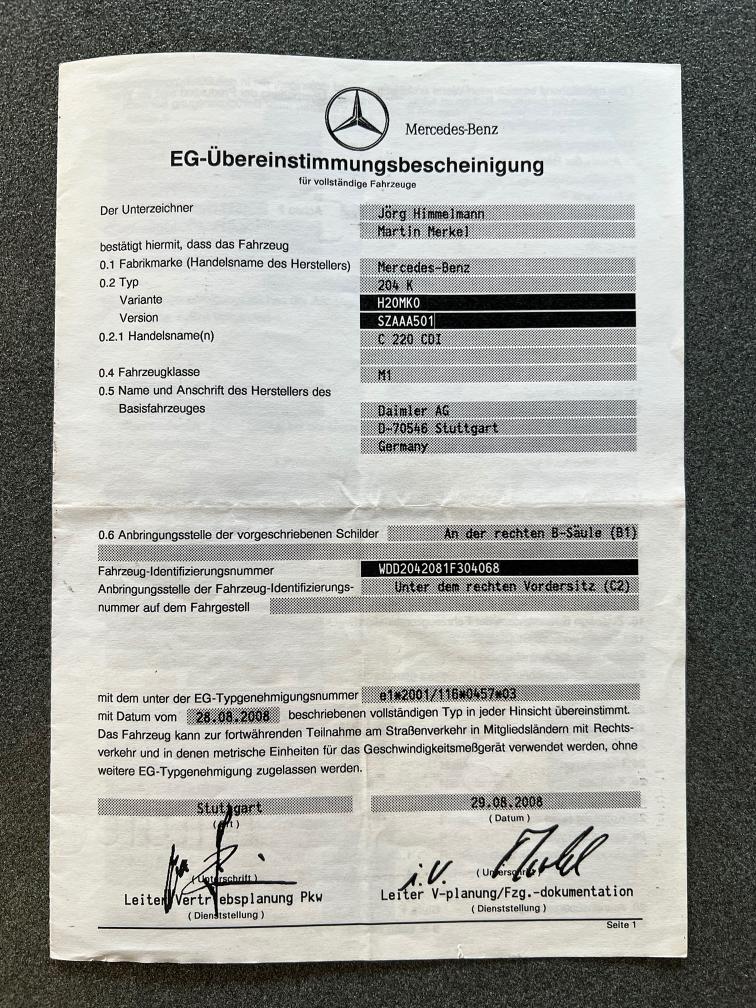 Mercedes-Benz
EG-Übereinstimmungsbescheinigung
für vollständige Fahrzeuge
Der Unterzeichner Jörg Himmelmann
Martin Merkel
bestätigt hiermit, dass das Fahrzeug
0.1 Fabrikmarke (Handelsname des Herstellers) Mercedes-Benz
0.2 Typ 204 K
Variante H20MK0
Version SZAAA501
0.2.1 Handelsname(n) C 220 CDI
0.4 Fahrzeugklasse M1
0.5 Name und Anschrift des Herstellers des
Basisfahrzeuges Daimler AG
D-70546 Stuttgart
Germany
0.6 Anbringungsstelle der vorgeschriebenen Schilder An der rechten B-Säule (B1)
Fahrzeug-Identifizierungsnummer WDD2042081F304068
Anbringungsstelle der Fahrzeug-Identifizierungs- Unter dem rechten Vordersitz (C2)
nummer auf dem Fahrgestell
mit dem unter der EG-Typgenehmigungsnummer e1*2001/116*0457*03
mit Datum vom 28.08.2008 beschriebenen vollständigen Typ in jeder Hinsicht übereinstimmt.
Das Fahrzeug kann zur fortwährenden Teilnahme am Straßenverkehr in Mitgliedsländern mit Rechts-
verkehr und in denen metrische Einheiten für das Geschwindigkeitsmeßgerät verwendet werden, ohne
weitere EG-Typgenehmigung zugelassen werden.
Stuttgart 29.08.2008
(Ort) (Datum)
i.V.
(Unterschrift) (Unterschrift)
Leiter Vertriebsplanung Pkw Leiter V-planung/Fzg.-dokumentation
(Dienststellung) (Dienststellung)
Seite 1